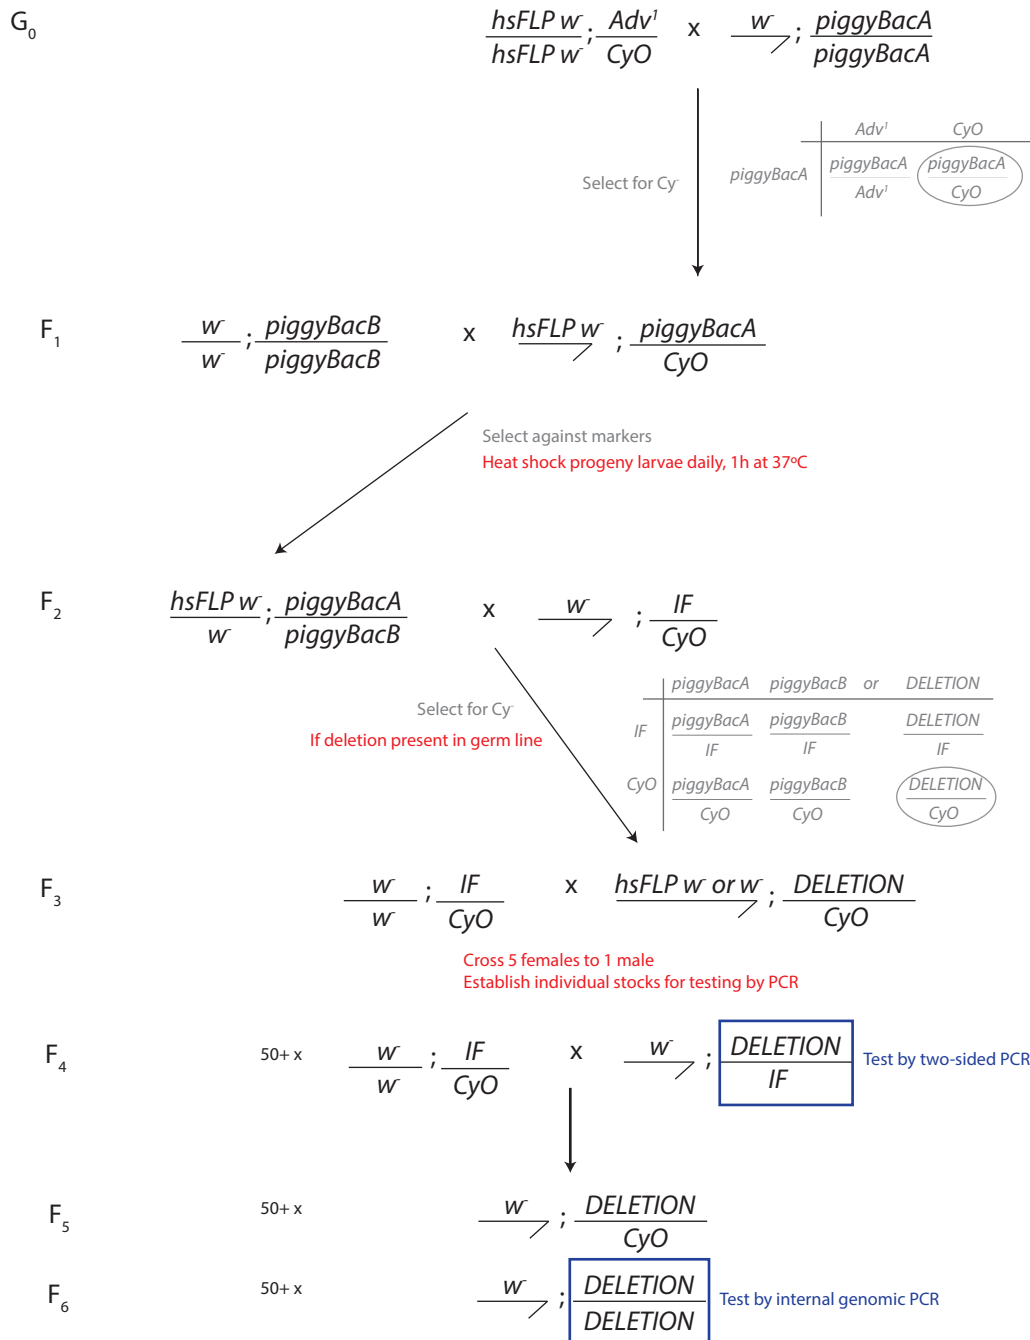 G0 hsFLP w- ; Adv1 x w- ; piggyBacA
hsFLP w- CyO piggyBacA
Adv1 CyO
Select for Cy- piggyBacA piggyBacA piggyBacA
Adv1 CyO
F1 w- ; piggyBacB x hsFLP w- ; piggyBacA
w- piggyBacB CyO
Select against markers
Heat shock progeny larvae daily, 1h at 37ºC
F2 hsFLP w- ; piggyBacA x w- ; IF
w- piggyBacB CyO
piggyBacA piggyBacB or DELETION
Select for Cy-
If deletion present in germ line
IF piggyBacA piggyBacB DELETION
IF IF IF
CyO piggyBacA piggyBacB DELETION
CyO CyO CyO
F3 w- ; IF x hsFLP w- or w- ; DELETION
w- CyO CyO
Cross 5 females to 1 male
Establish individual stocks for testing by PCR
F4 50+ x w- ; IF x w- ; DELETION Test by two-sided PCR
w- CyO IF
F5 50+ x w- ; DELETION
CyO
F6 50+ x w- ; DELETION Test by internal genomic PCR
DELETION